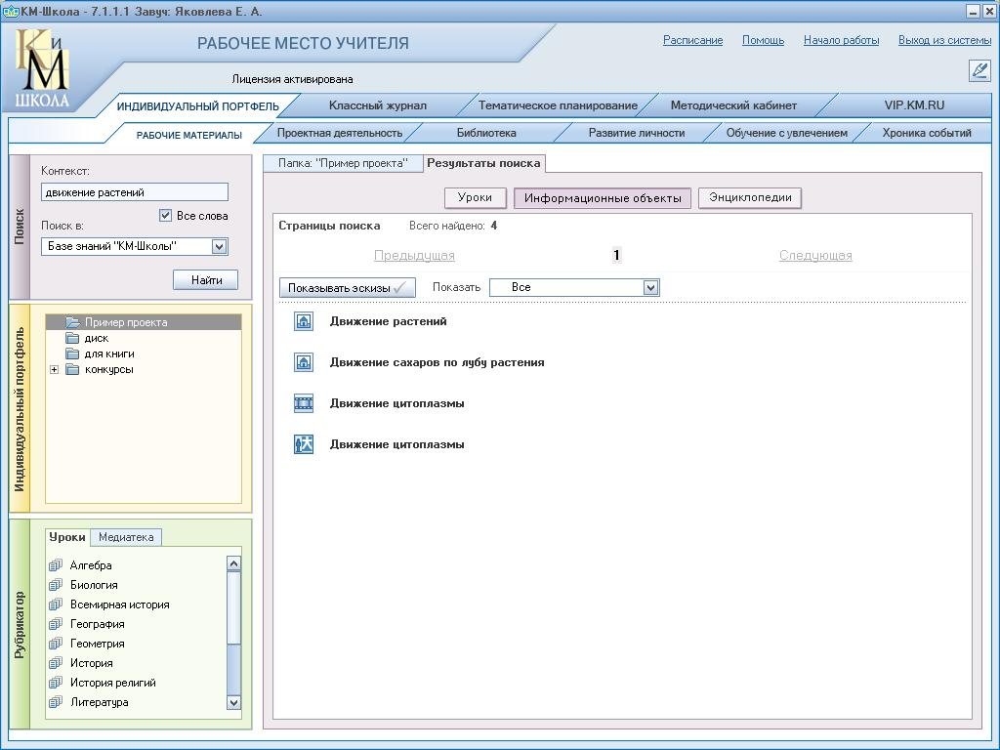 КМ-Школа - 7.1.1.1 Завуч: Яковлева Е. А.
К И М ШКОЛА
РАБОЧЕЕ МЕСТО УЧИТЕЛЯ
Расписание Помощь Начало работы Выход из системы
Лицензия активирована
ИНДИВИДУАЛЬНЫЙ ПОРТФЕЛЬ Классный журнал Тематическое планирование Методический кабинет VIP.KM.RU
РАБОЧИЕ МАТЕРИАЛЫ Проектная деятельность Библиотека Развитие личности Обучение с увлечением Хроника событий
Поиск
Контекст:
движение растений
Все слова
Поиск в:
Базе знаний "КМ-Школы"
Найти
Индивидуальный портфель
Пример проекта
диск
для книги
конкурсы
Рубрикатор
Уроки Медиатека
Алгебра
Биология
Всемирная история
География
Геометрия
История
История религий
Литература
Папка: "Пример проекта" Результаты поиска
Уроки Информационные объекты Энциклопедии
Страницы поиска Всего найдено: 4
Предыдущая 1 Следующая
Показывать эскизы Показать Все
Движение растений
Движение сахаров по лубу растения
Движение цитоплазмы
Движение цитоплазмы